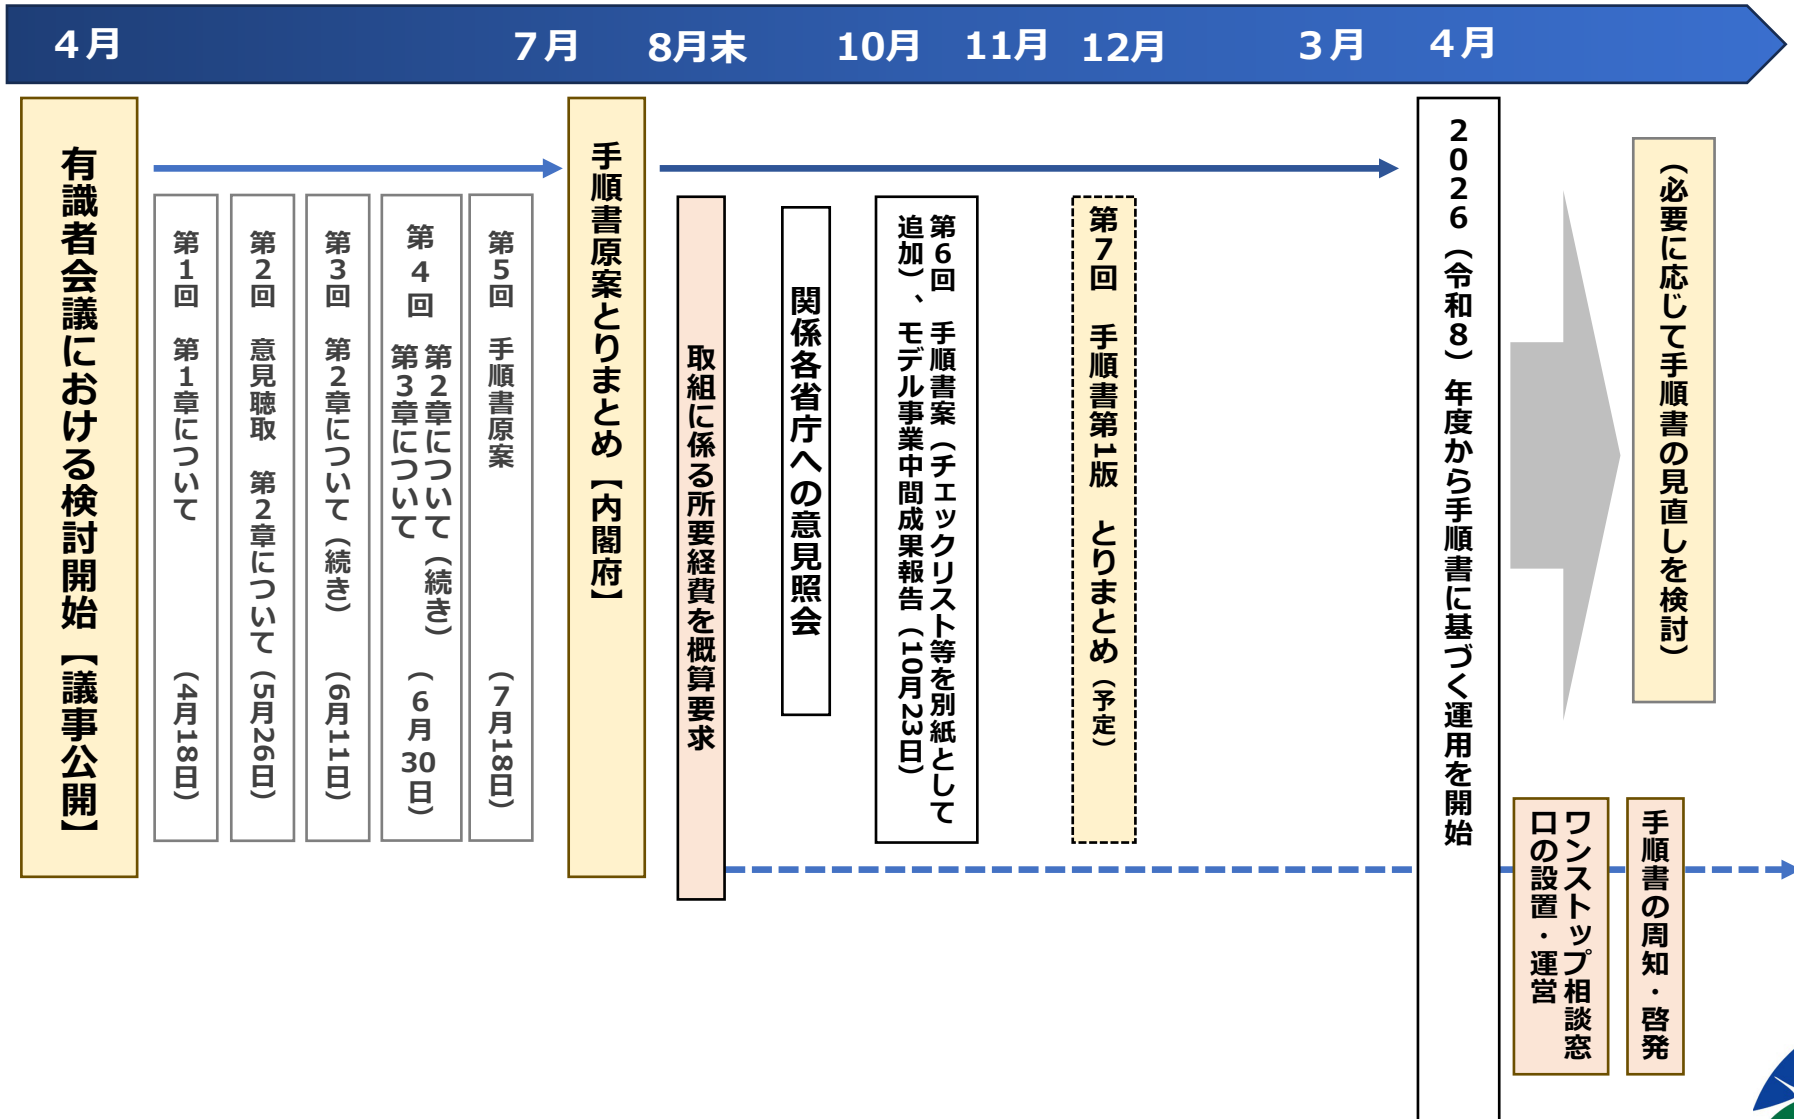 ４月
７月
8月末
10月
11月
12月
３月
４月
有識者会議における検討開始【議事公開】
第1回　第1章について　（4月18日）
第2回　意見聴取　第2章について（5月26日）
第3回　第2章について（続き）　（6月11日）
第4回
第2章について（続き）
第3章について
（6月30日）
第5回　手順書原案　（7月18日）
手順書原案とりまとめ【内閣府】
取組に係る所要経費を概算要求
関係各省庁への意見照会
第6回　手順書案（チェックリスト等を別紙として
追加）、モデル事業中間成果報告（10月23日）
第7回　手順書第1版　とりまとめ（予定）
2026（令和8）年度から手順書に基づく運用を開始
（必要に応じて手順書の見直しを検討）
ワンストップ相談窓
口の設置・運営
手順書の周知・啓発